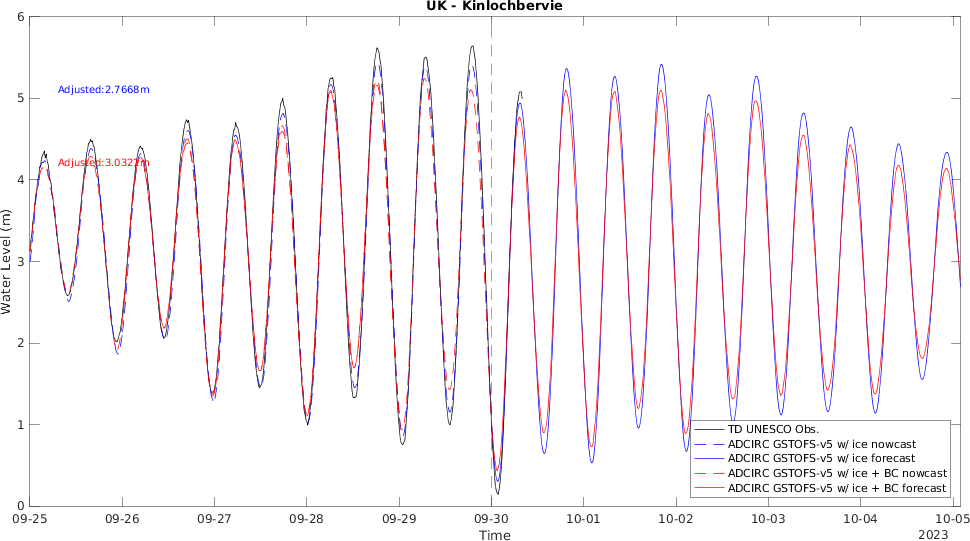 UK - Kinlochbervie
6
5
4
3
2
1
0
Water Level (m)
Adjusted:2.7668m
Adjusted:3.0322m
TD UNESCO Obs.
ADCIRC GSTOFS-v5 w/ ice nowcast
ADCIRC GSTOFS-v5 w/ ice forecast
ADCIRC GSTOFS-v5 w/ ice + BC nowcast
ADCIRC GSTOFS-v5 w/ ice + BC forecast
09-25 09-26 09-27 09-28 09-29 09-30 10-01 10-02 10-03 10-04 10-05
Time
2023